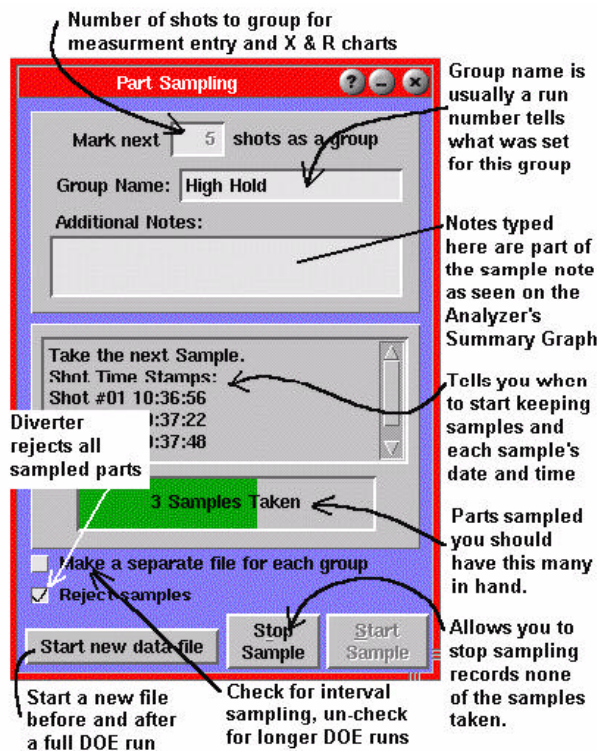 Number of shots to group for
measurment entry and X & R charts
Part Sampling
Mark next 5 shots as a group
Group Name: High Hold
Additional Notes:
Group name is
usually a run
number tells
what was set
for this group
Notes typed
here are part of
the sample note
as seen on the
Analyzer's
Summary Graph
Take the next Sample.
Shot Time Stamps:
Shot #01 10:36:56
:37:22
:37:48
Tells you when
to start keeping
samples and
each sample's
date and time
Diverter
rejects all
sampled parts
3 Samples Taken
Parts sampled
you should
have this many
in hand.
Make a separate file for each group
Reject samples
Start new data file
Stop
Sample
Start
Sample
Allows you to
stop sampling
records none
of the samples
taken.
Start a new file
before and after
a full DOE run
Check for interval
sampling, un-check
for longer DOE runs